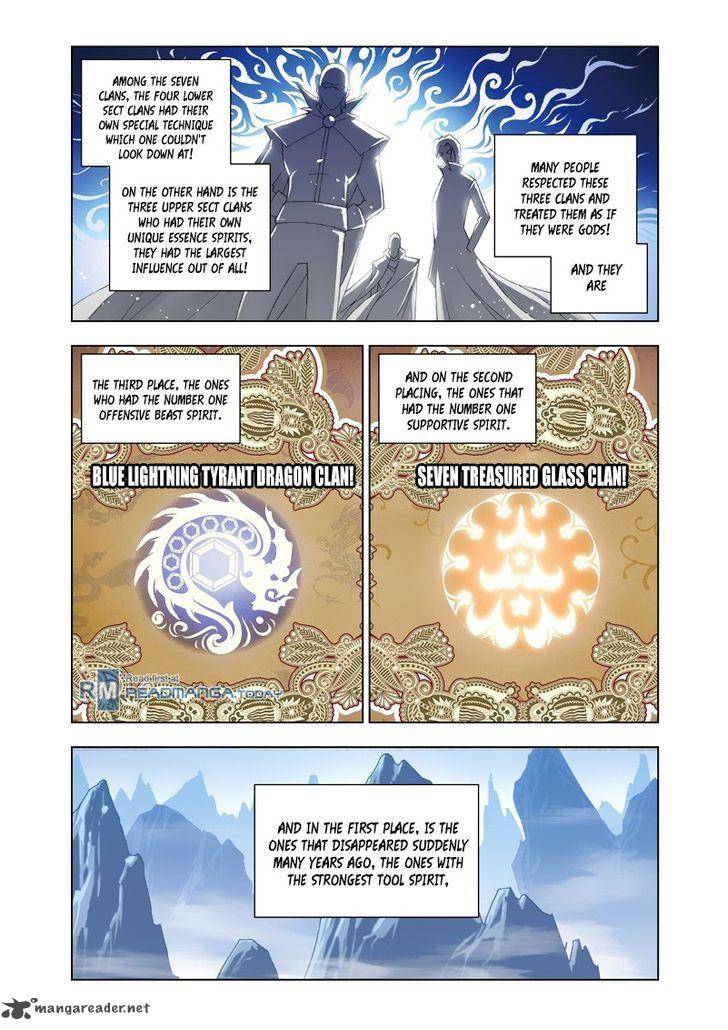 AMONG THE SEVEN
CLANS, THE FOUR LOWER
SECT CLANS HAD THEIR
OWN SPECIAL TECHNIQUE
WHICH ONE COULDN'T
LOOK DOWN AT!
ON THE OTHER HAND IS THE
THREE UPPER SECT CLANS
WHO HAD THEIR OWN
UNIQUE ESSENCE SPIRITS,
THEY HAD THE LARGEST
INFLUENCE OUT OF ALL!
MANY PEOPLE
RESPECTED THESE
THREE CLANS AND
TREATED THEM AS IF
THEY WERE GODS!
AND THEY
ARE
THE THIRD PLACE, THE ONES
WHO HAD THE NUMBER ONE
OFFENSIVE BEAST SPIRIT.
BLUE LIGHTNING TYRANT DRAGON CLAN!
AND ON THE SECOND
PLACING, THE ONES THAT
HAD THE NUMBER ONE
SUPPORTIVE SPIRIT.
SEVEN TREASURED GLASS CLAN!
RM
Read first at
READMANGA.TODAY
AND IN THE FIRST PLACE, IS THE
ONES THAT DISAPPEARED SUDDENLY
MANY YEARS AGO, THE ONES WITH
THE STRONGEST TOOL SPIRIT,
mangareader.net